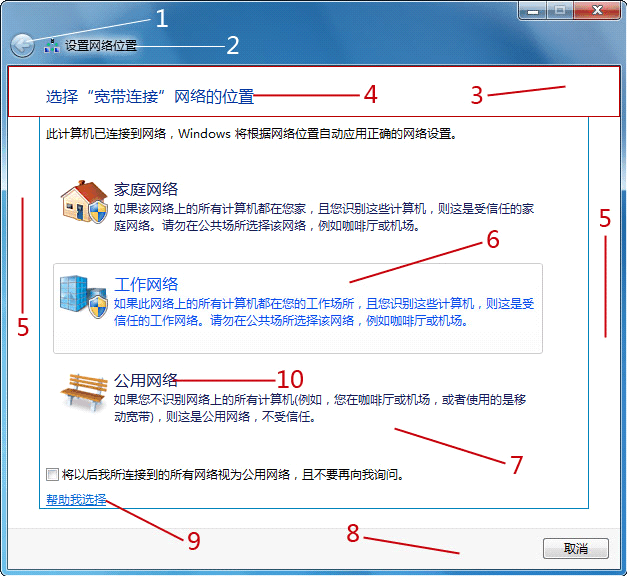 1
设置网络位置
2
选择“宽带连接”网络的位置
4
3
此计算机已连接到网络，Windows 将根据网络位置自动应用正确的网络设置。
家庭网络
如果该网络上的所有计算机都在您家，且您识别这些计算机，则这是受信任的家
庭网络。请勿在公共场所选择该网络，例如咖啡厅或机场。
5
6
工作网络
如果此网络上的所有计算机都在您的工作场所，且您识别这些计算机，则这是受
信任的工作网络。请勿在公共场所选择该网络，例如咖啡厅或机场。
5
公用网络
10
如果您不识别网络上的所有计算机(例如，您在咖啡厅或机场，或者使用的是移
动宽带)，则这是公用网络，不受信任。
7
将以后我所连接到的所有网络视为公用网络，且不要再向我询问。
帮助我选择
9
8
取消